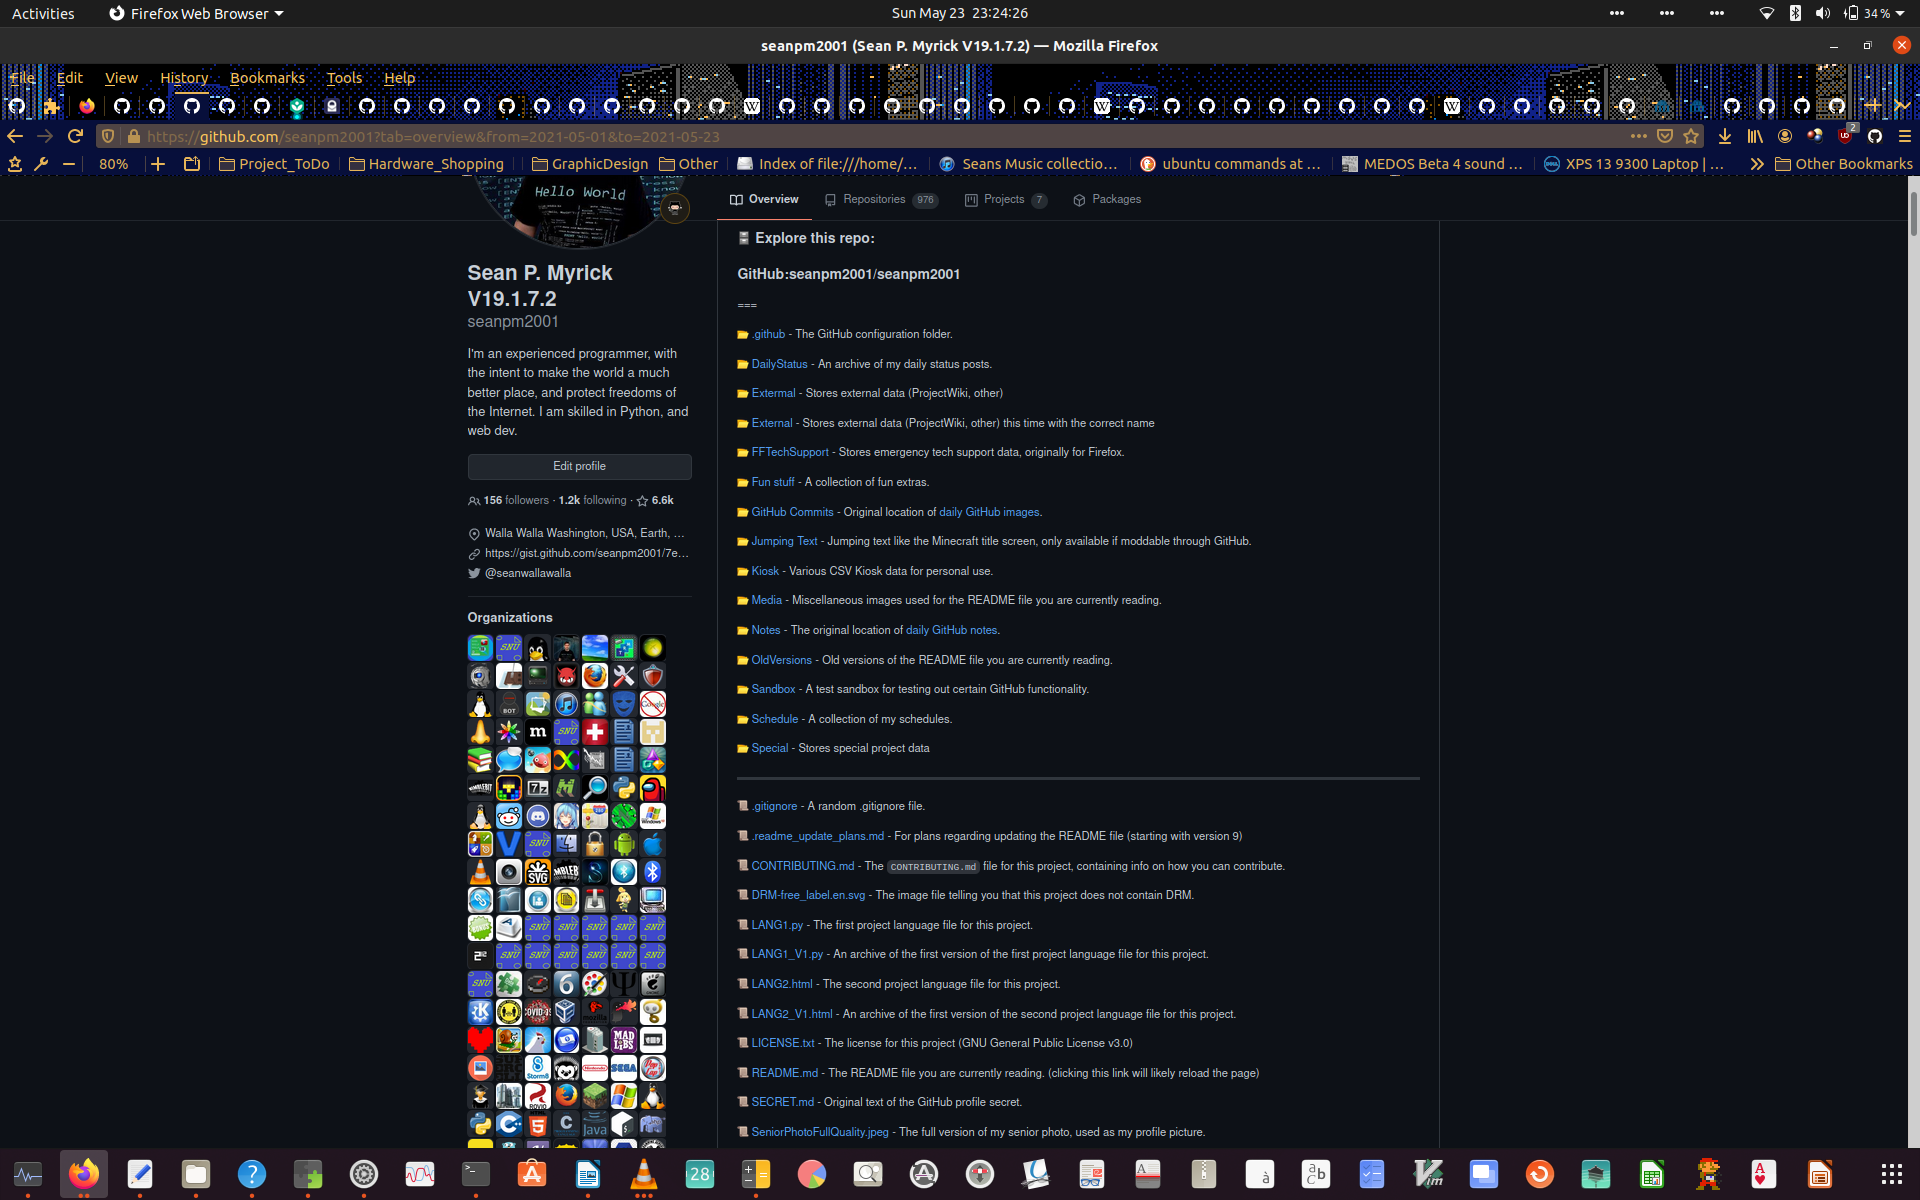 Activities
Firefox Web Browser
Sun May 23 23:24:26
34 %
seanpm2001 (Sean P. Myrick V19.1.7.2) — Mozilla Firefox
File Edit View History Bookmarks Tools Help
https://github.com/seanpm2001?tab=overview&from=2021-05-01&to=2021-05-23
2
80%
Project_ToDo
Hardware_Shopping
GraphicDesign
Other
Index of file:///home/...
Seans Music collectio...
ubuntu commands at ...
MEDOS Beta 4 sound ...
XPS 13 9300 Laptop | ...
Other Bookmarks
Hello World
Overview
Repositories 976
Projects 7
Packages
Sean P. Myrick
V19.1.7.2
seanpm2001
I'm an experienced programmer, with
the intent to make the world a much
better place, and protect freedoms of
the Internet. I am skilled in Python, and
web dev.
Edit profile
156 followers · 1.2k following · 6.6k
Walla Walla Washington, USA, Earth, ...
https://gist.github.com/seanpm2001/7e...
@seanwallawalla
Organizations
Explore this repo:
GitHub:seanpm2001/seanpm2001
===
.github - The GitHub configuration folder.
DailyStatus - An archive of my daily status posts.
Extermal - Stores external data (ProjectWiki, other)
External - Stores external data (ProjectWiki, other) this time with the correct name
FFTechSupport - Stores emergency tech support data, originally for Firefox.
Fun stuff - A collection of fun extras.
GitHub Commits - Original location of daily GitHub images.
Jumping Text - Jumping text like the Minecraft title screen, only available if moddable through GitHub.
Kiosk - Various CSV Kiosk data for personal use.
Media - Miscellaneous images used for the README file you are currently reading.
Notes - The original location of daily GitHub notes.
OldVersions - Old versions of the README file you are currently reading.
Sandbox - A test sandbox for testing out certain GitHub functionality.
Schedule - A collection of my schedules.
Special - Stores special project data
.gitignore - A random .gitignore file.
.readme_update_plans.md - For plans regarding updating the README file (starting with version 9)
CONTRIBUTING.md - The CONTRIBUTING.md file for this project, containing info on how you can contribute.
DRM-free_label.en.svg - The image file telling you that this project does not contain DRM.
LANG1.py - The first project language file for this project.
LANG1_V1.py - An archive of the first version of the first project language file for this project.
LANG2.html - The second project language file for this project.
LANG2_V1.html - An archive of the first version of the second project language file for this project.
LICENSE.txt - The license for this project (GNU General Public License v3.0)
README.md - The README file you are currently reading. (clicking this link will likely reload the page)
SECRET.md - Original text of the GitHub profile secret.
SeniorPhotoFullQuality.jpeg - The full version of my senior photo, used as my profile picture.
28